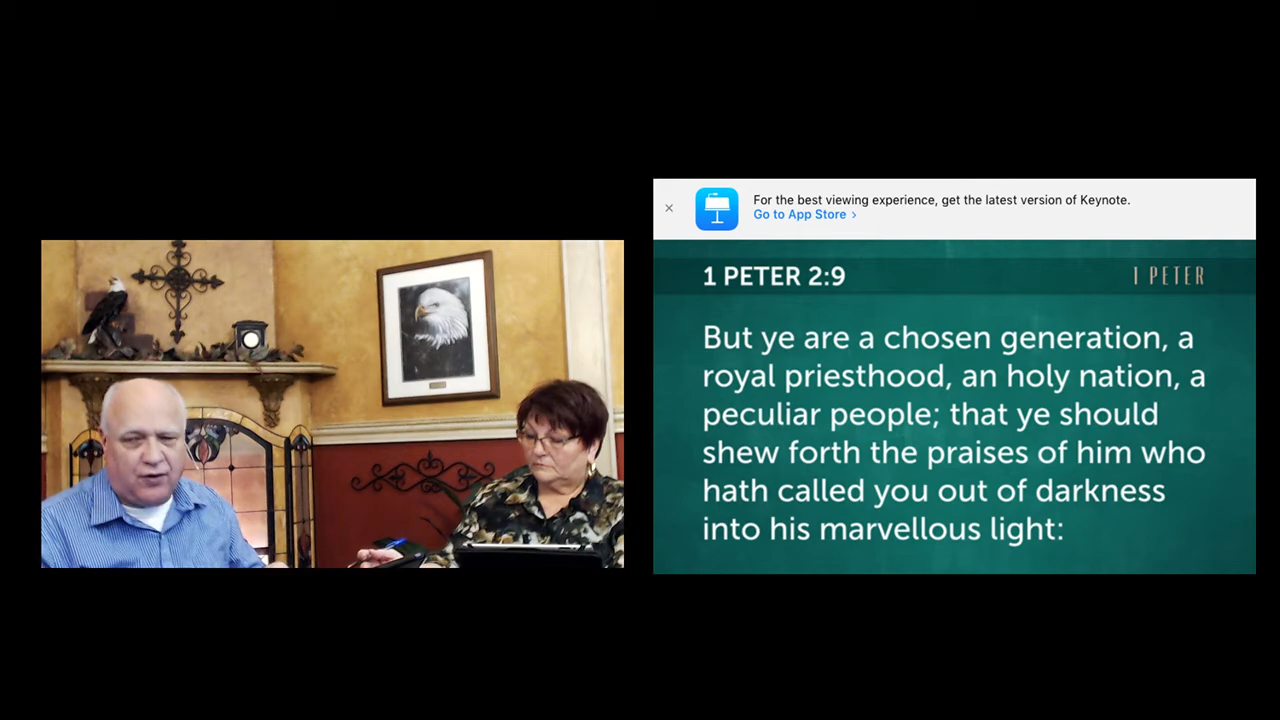 For the best viewing experience, get the latest version of Keynote.
Go to App Store >
1 PETER 2:9
1 PETER
But ye are a chosen generation, a
royal priesthood, an holy nation, a
peculiar people; that ye should
shew forth the praises of him who
hath called you out of darkness
into his marvellous light: